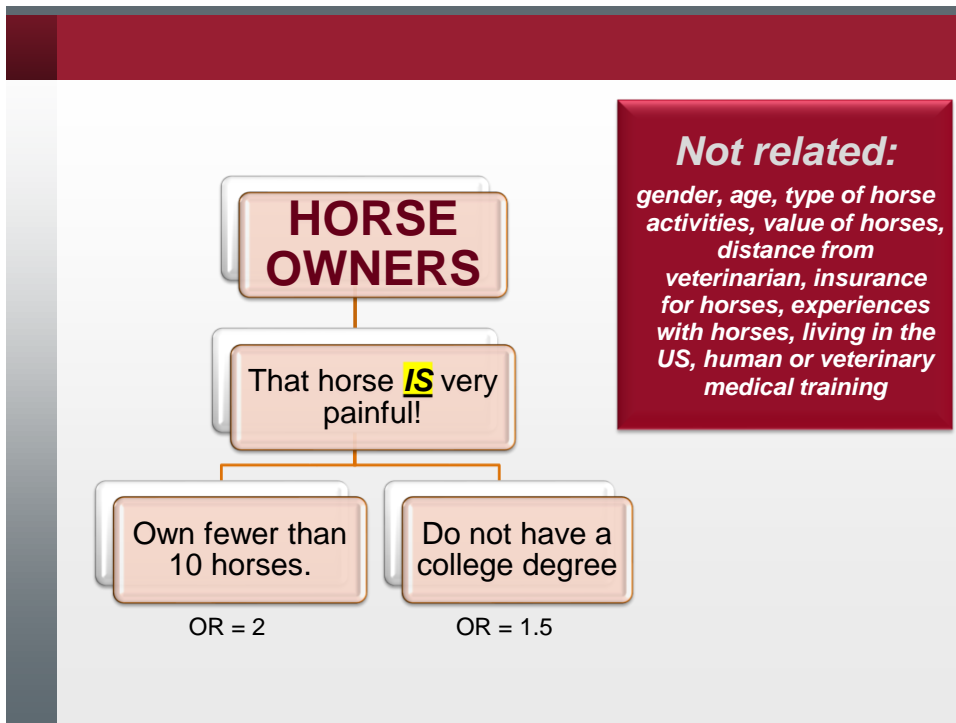 HORSE
OWNERS
That horse IS very
painful!
Own fewer than
10 horses.
OR = 2
Do not have a
college degree
OR = 1.5
Not related:
gender, age, type of horse
activities, value of horses,
distance from
veterinarian, insurance
for horses, experiences
with horses, living in the
US, human or veterinary
medical training